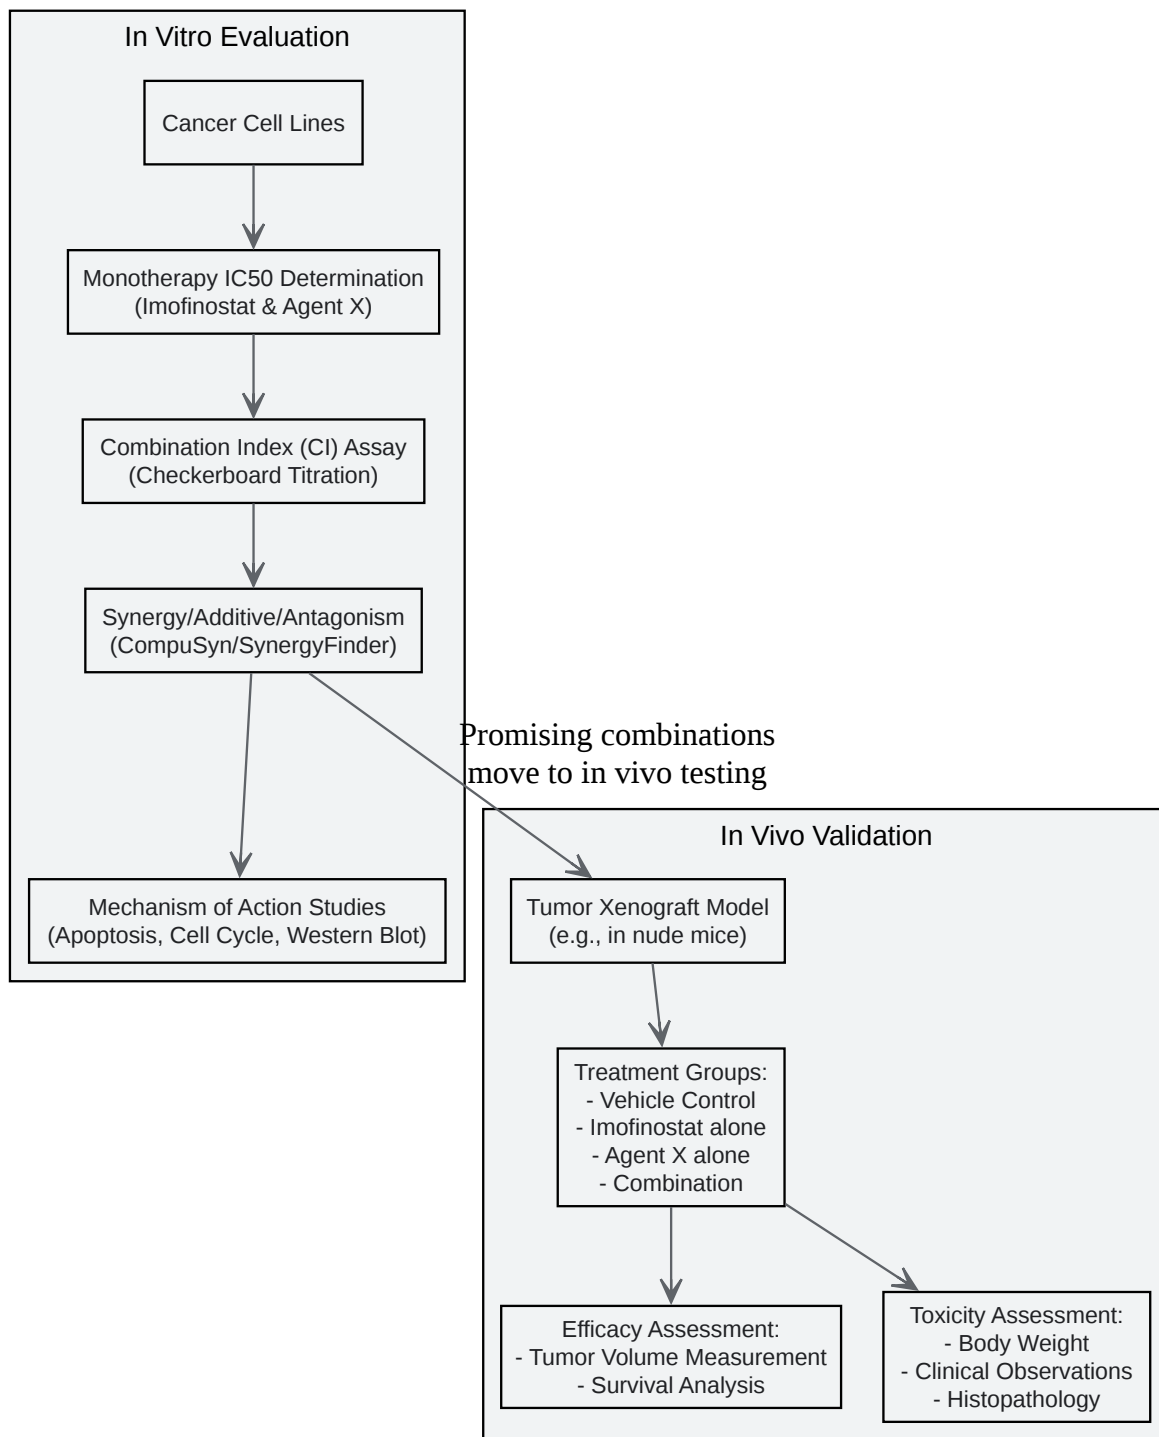 In Vitro Evaluation
Cancer Cell Lines
Monotherapy IC50 Determination
(Imofinostat & Agent X)
Combination Index (CI) Assay
(Checkerboard Titration)
Synergy/Additive/Antagonism
(CompuSyn/SynergyFinder)
Promising combinations
move to in vivo testing
Mechanism of Action Studies
(Apoptosis, Cell Cycle, Western Blot)
In Vivo Validation
Tumor Xenograft Model
(e.g., in nude mice)
Treatment Groups:
- Vehicle Control
- Imofinostat alone
- Agent X alone
- Combination
Efficacy Assessment:
- Tumor Volume Measurement
- Survival Analysis
Toxicity Assessment:
- Body Weight
- Clinical Observations
- Histopathology